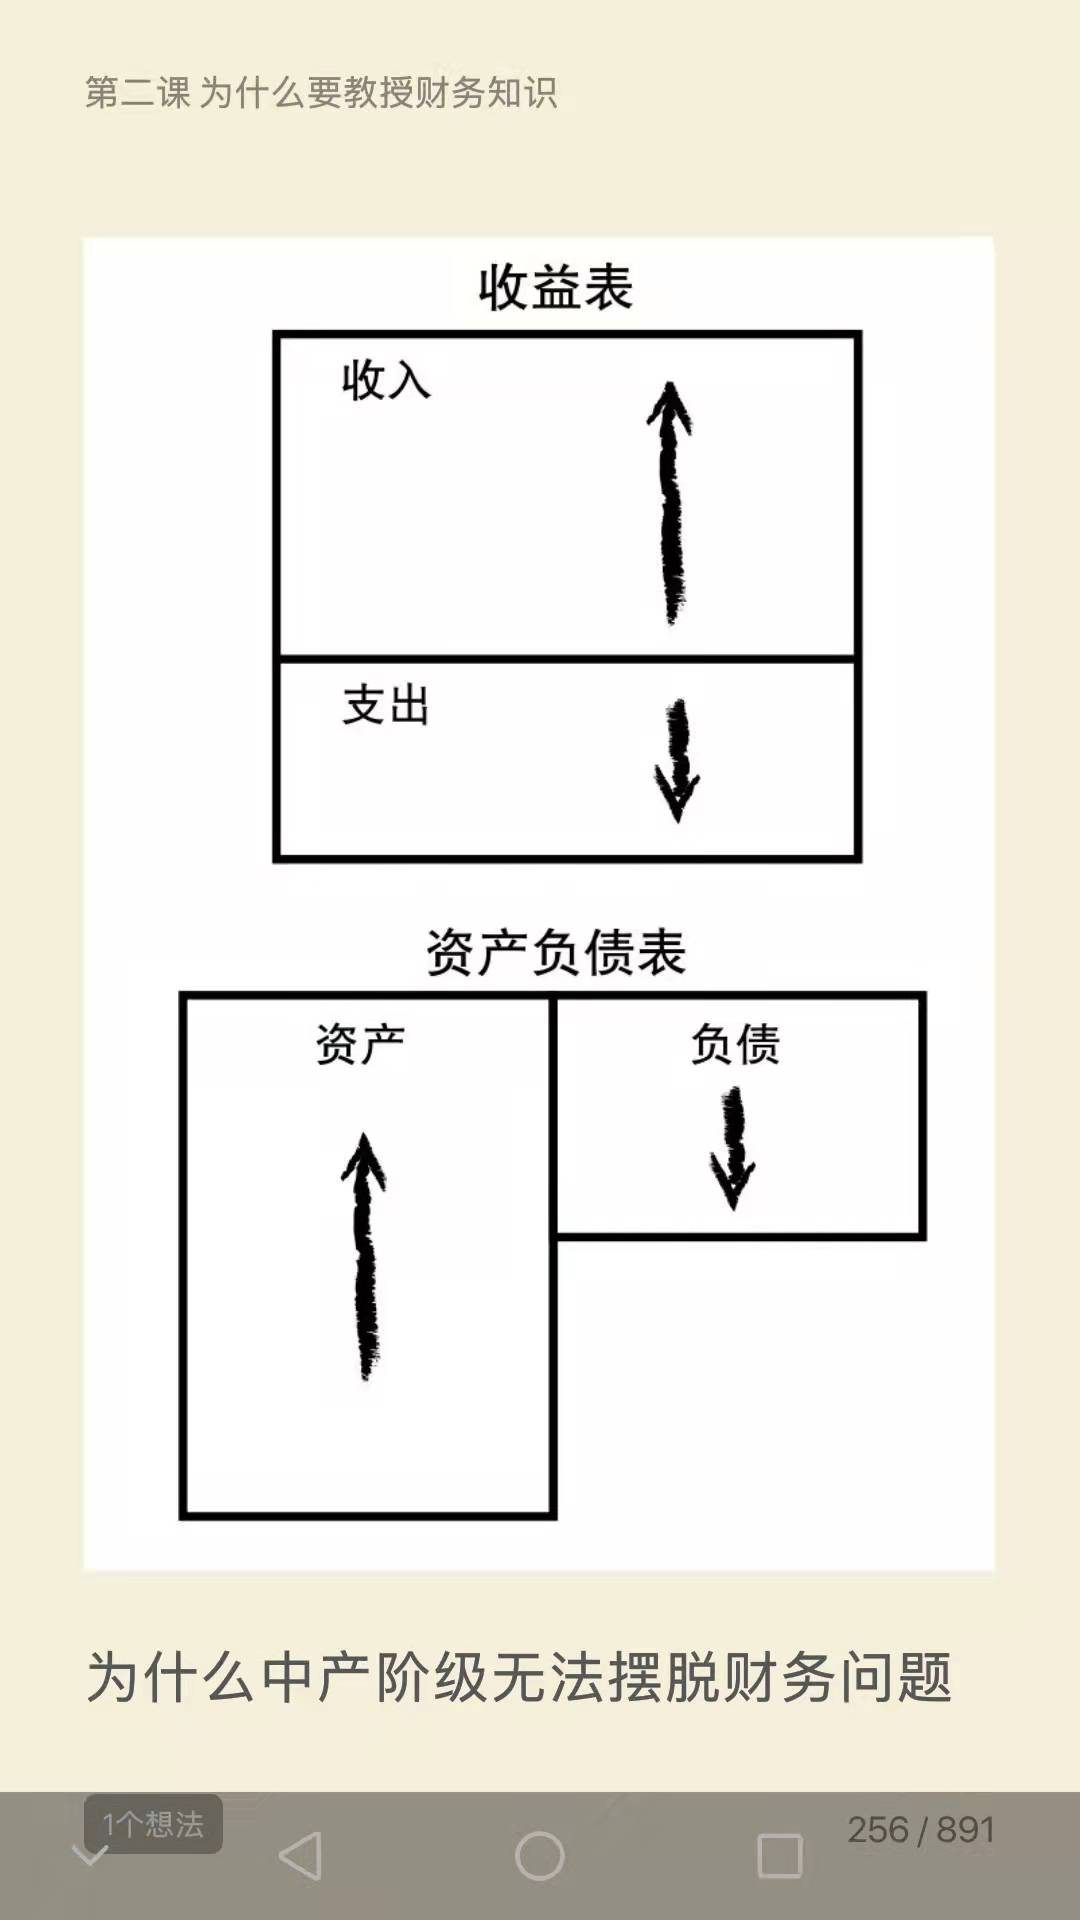 第二课 为什么要教授财务知识
收益表
收入
支出
资产负债表
资产
负债
为什么中产阶级无法摆脱财务问题
1个想法
256 / 891